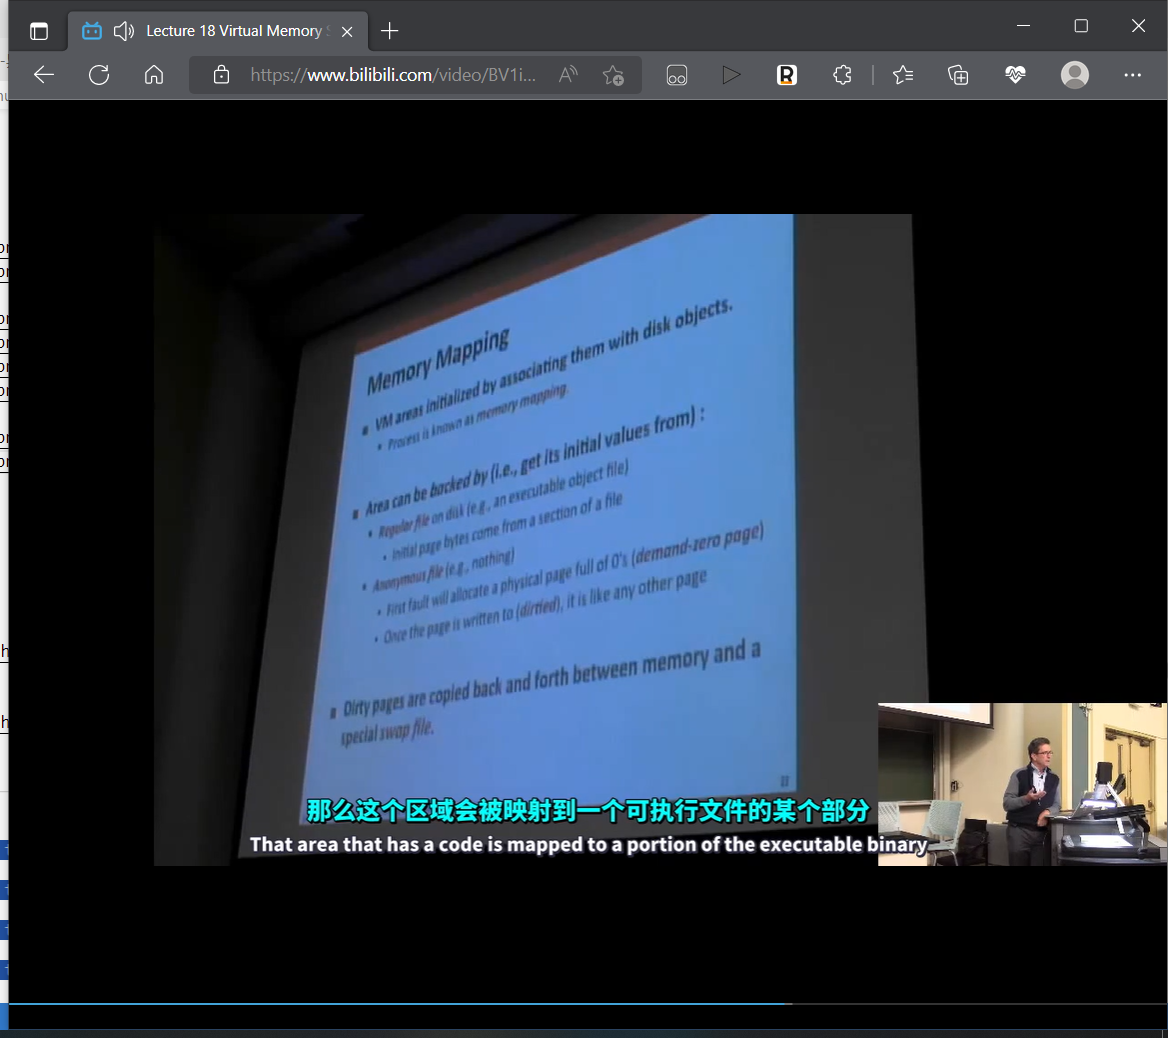 Lecture 18 Virtual Memory
https://www.bilibili.com/video/BV1i...
Memory Mapping
VM areas initialized by associating them with disk objects.
Process is known as memory mapping.
Area can be backed by (i.e., get its initial values from) :
Regular file on disk (e.g., an executable object file)
Initial page bytes come from a section of a file
Anonymous file (e.g., nothing)
First fault will allocate a physical page full of 0's (demand-zero page)
Once the page is written to (dirtied), it is like any other page
Dirty pages are copied back and forth between memory and a
special swap file.
那么这个区域会被映射到一个可执行文件的某个部分
That area that has a code is mapped to a portion of the executable binary